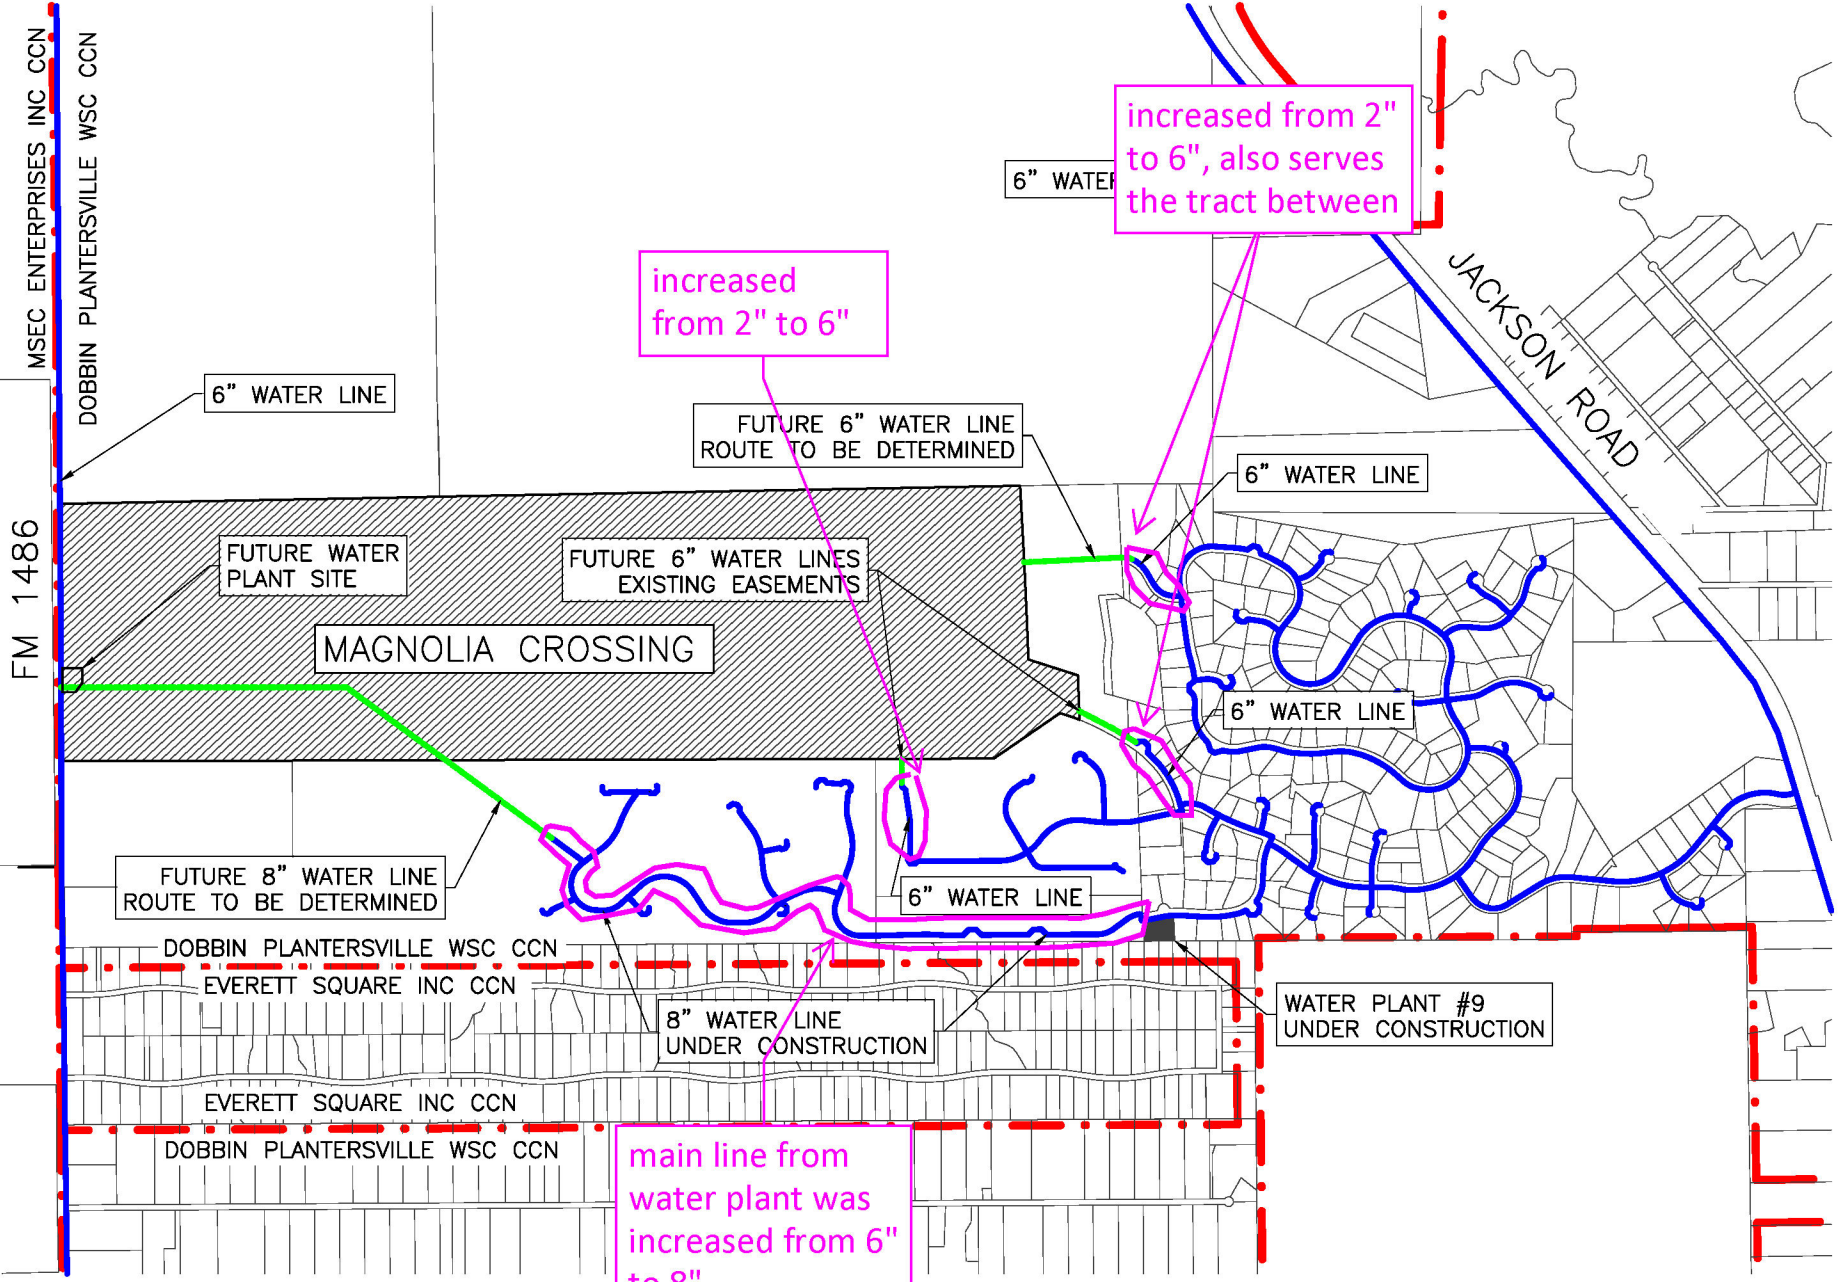 MSEC ENTERPRISES INC CCN
DOBBIN PLANTERSVILLE WSC CCN
increased from 2"
to 6", also serves
the tract between
6” WATER
JACKSON ROAD
increased
from 2" to 6"
6” WATER LINE
FUTURE 6” WATER LINE
ROUTE TO BE DETERMINED
6” WATER LINE
FM 1486
FUTURE WATER
PLANT SITE
FUTURE 6” WATER LINES
EXISTING EASEMENTS
MAGNOLIA CROSSING
6” WATER LINE
FUTURE 8” WATER LINE
ROUTE TO BE DETERMINED
6” WATER LINE
DOBBIN PLANTERSVILLE WSC CCN
EVERETT SQUARE INC CCN
8” WATER LINE
UNDER CONSTRUCTION
WATER PLANT #9
UNDER CONSTRUCTION
EVERETT SQUARE INC CCN
DOBBIN PLANTERSVILLE WSC CCN
main line from
water plant was
increased from 6"
to 8"